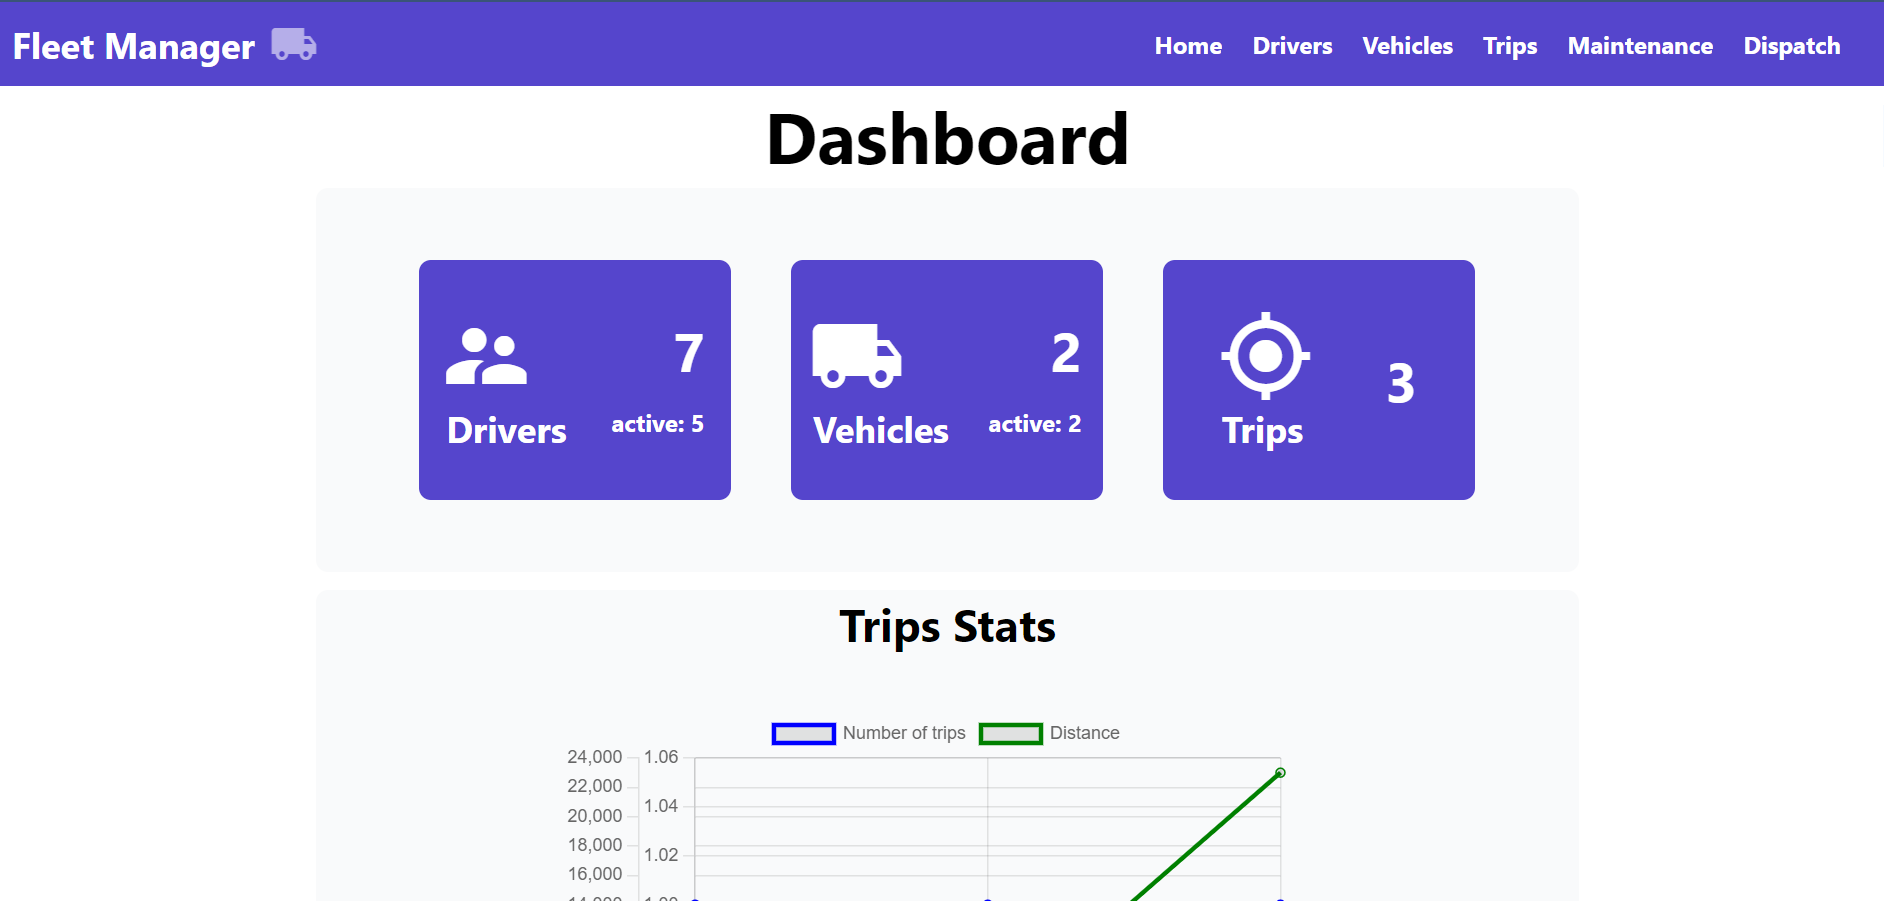 Fleet Manager
Home Drivers Vehicles Trips Maintenance Dispatch
Dashboard
7
Drivers
active: 5
2
Vehicles
active: 2
3
Trips
Trips Stats
Number of trips Distance
24,000 1.06
22,000
20,000 1.04
18,000
16,000 1.02